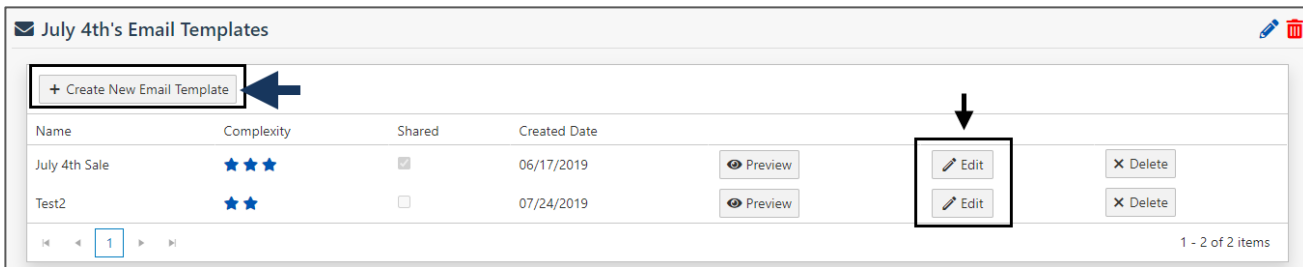 July 4th's Email Templates
+ Create New Email Template
Name Complexity Shared Created Date
July 4th Sale 06/17/2019 Preview Edit Delete
Test2 07/24/2019 Preview Edit Delete
1 1 - 2 of 2 items